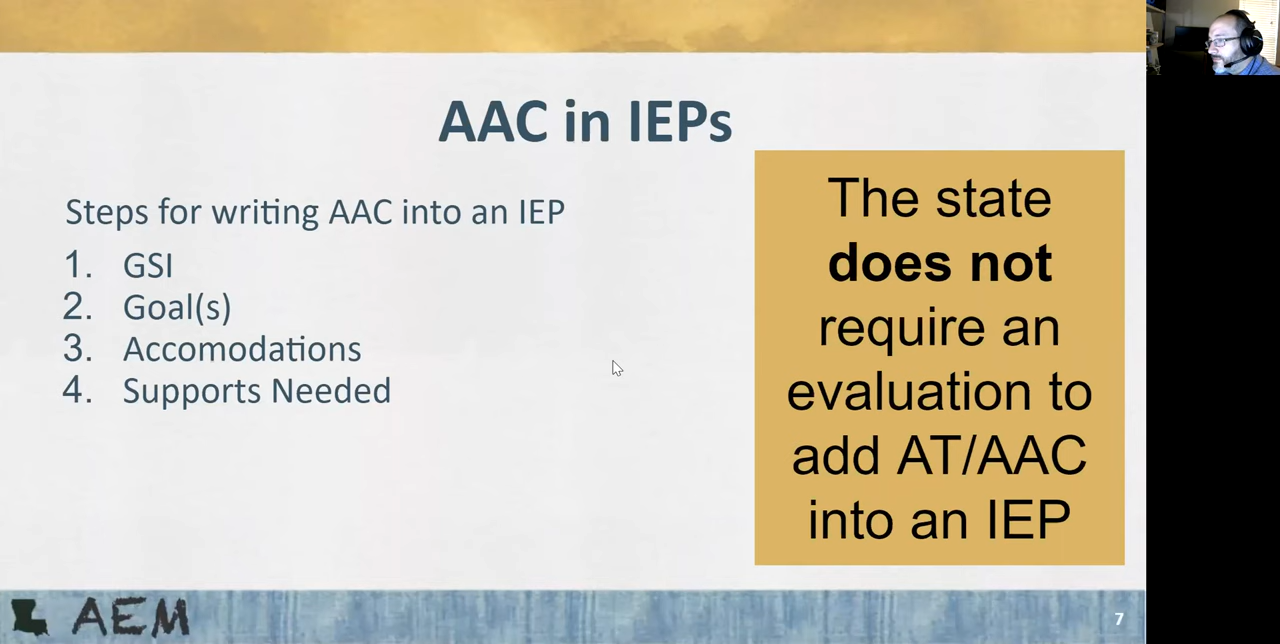 AAC in IEPs
Steps for writing AAC into an IEP
1. GSI
2. Goal(s)
3. Accomodations
4. Supports Needed
The state
does not
require an
evaluation to
add AT/AAC
into an IEP
AEM
7